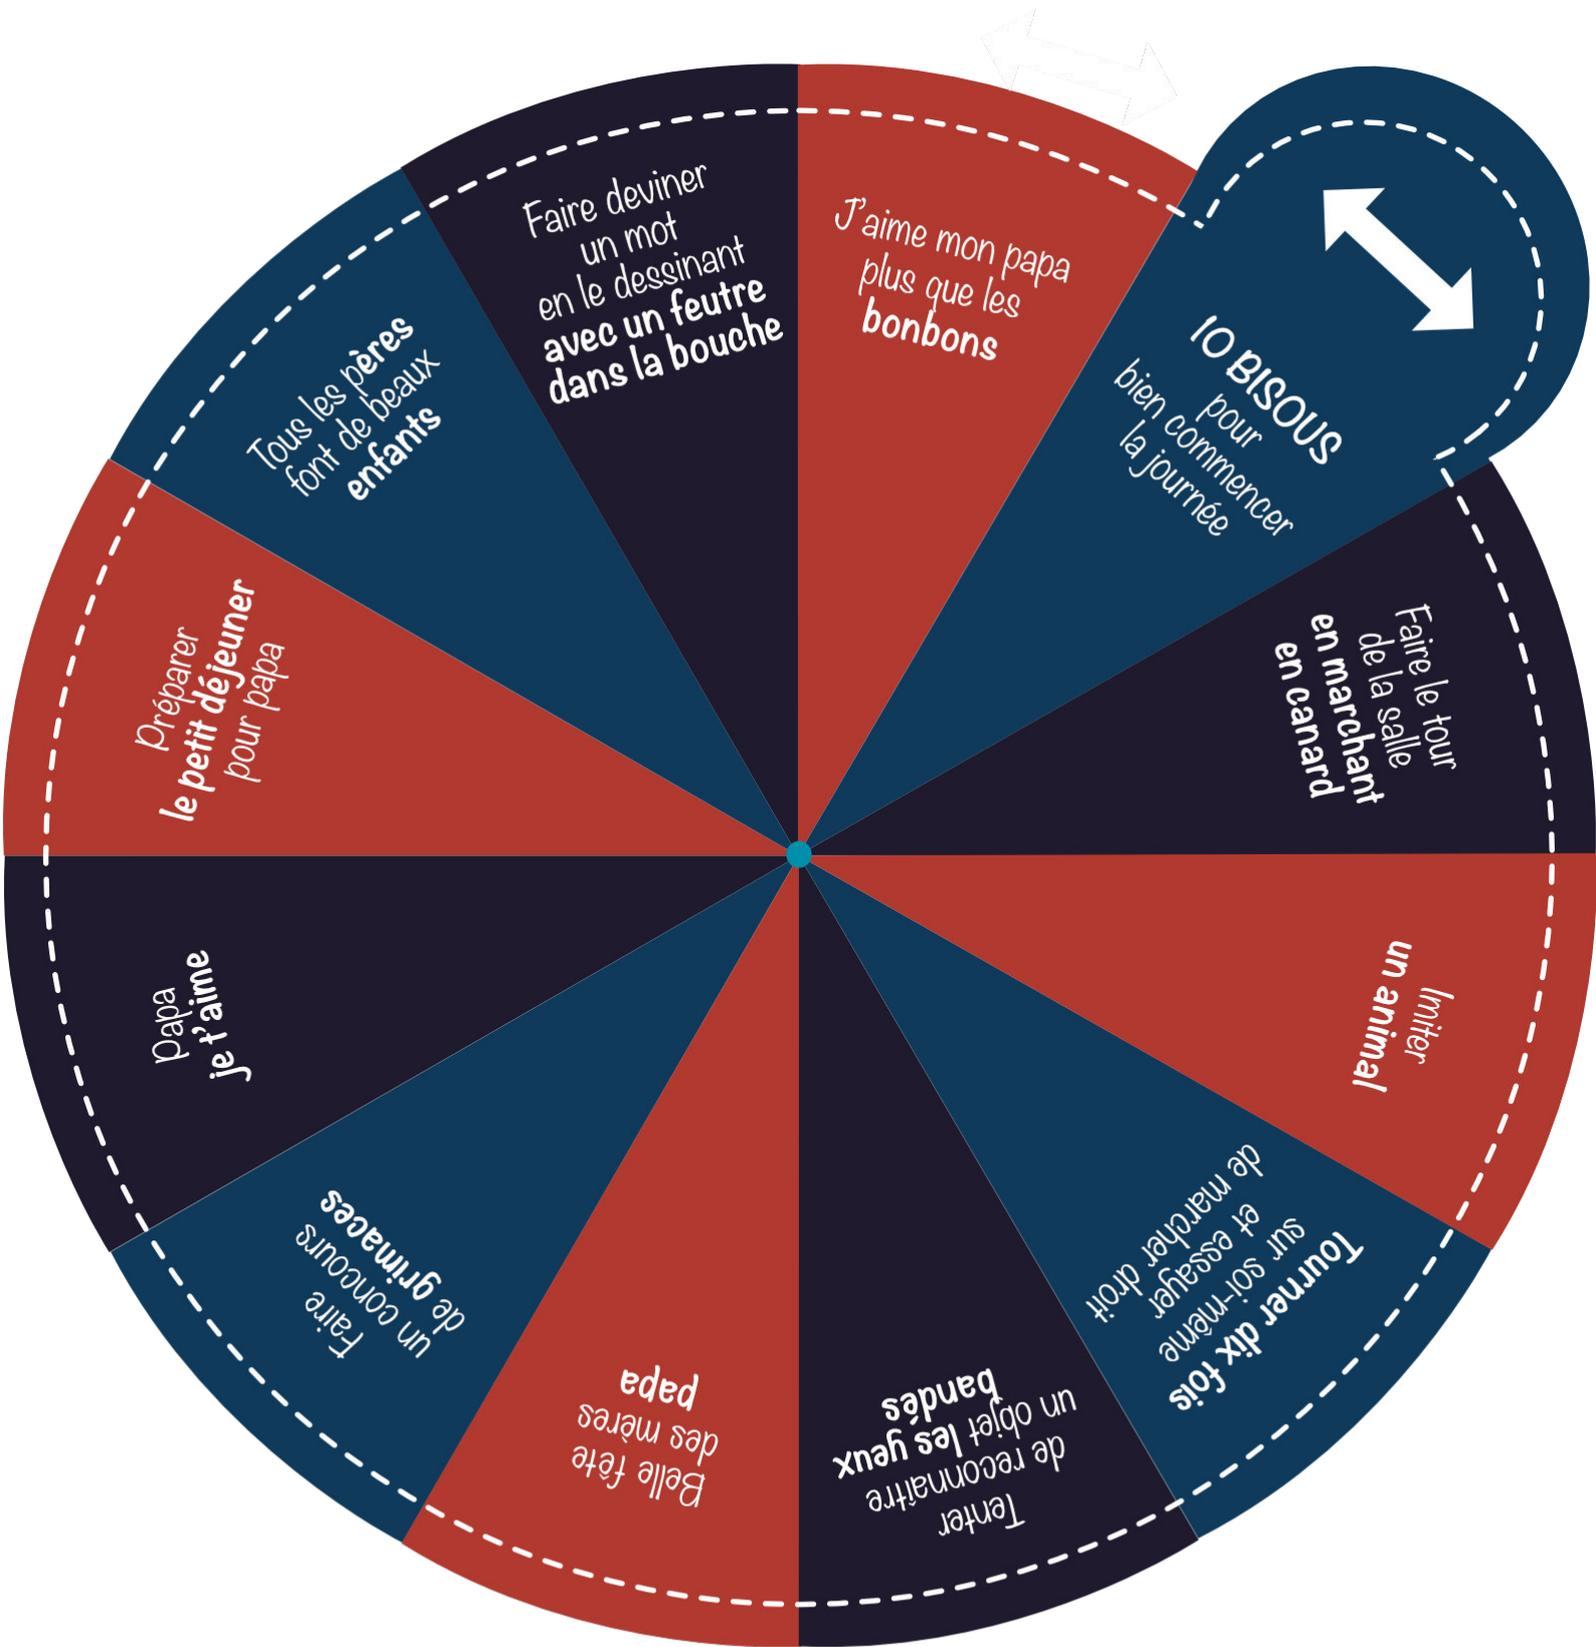 J'aime mon papa
plus que les
bonbons
10 BISOUS
pour
bien commencer
la journée
Faire le tour
de la salle
en marchant
en canard
Imiter
un animal
Tourner dix fois
sur soi-même
et essayer
de marcher droit
Tenter
de reconnaître
un objet les yeux
bandés
Belle fête
des mères
papa
Faire
un concours
de grimaces
Papa
je t'aime
Préparer
le petit déjeuner
pour papa
Tous les pères
font de beaux
enfants
Faire deviner
un mot
en le dessinant
avec un feutre
dans la bouche